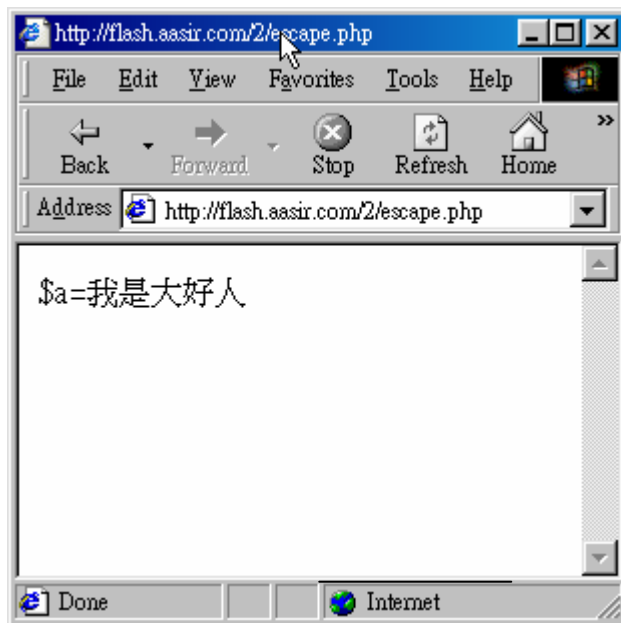 http://flash.aasir.com/2/escape.php
File Edit View Favorites Tools Help
Back Forward Stop Refresh Home »
Address http://flash.aasir.com/2/escape.php
$a=我是大好人
Done Internet